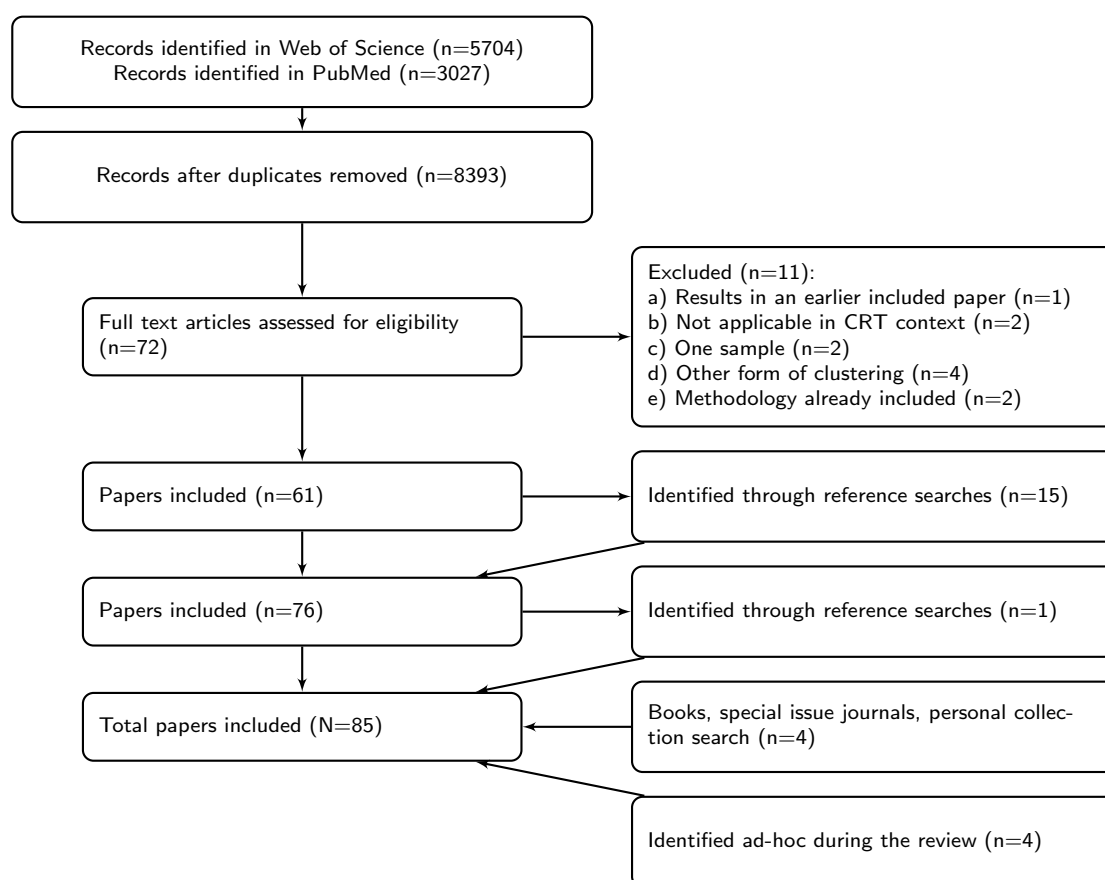 Records identified in Web of Science (n=5704)
Records identified in PubMed (n=3027)
Records after duplicates removed (n=8393)
Full text articles assessed for eligibility
(n=72)
Excluded (n=11):
a) Results in an earlier included paper (n=1)
b) Not applicable in CRT context (n=2)
c) One sample (n=2)
d) Other form of clustering (n=4)
e) Methodology already included (n=2)
Papers included (n=61)
Identified through reference searches (n=15)
Papers included (n=76)
Identified through reference searches (n=1)
Total papers included (N=85)
Books, special issue journals, personal collec-
tion search (n=4)
Identified ad-hoc during the review (n=4)